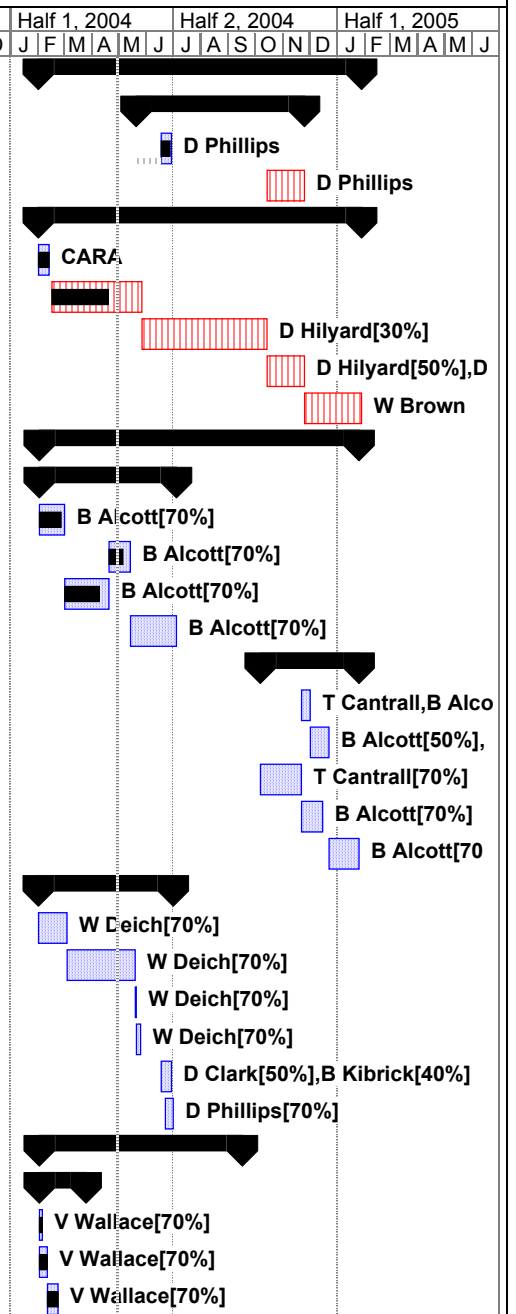 Half 1, 2004 Half 2, 2004 Half 1, 2005
J F M A M J J A S O N D J F M A M J
D Phillips
D Phillips
CARA
D Hilyard[30%]
D Hilyard[50%],D
W Brown
B Alcott[70%]
B Alcott[70%]
B Alcott[70%]
B Alcott[70%]
T Cantrall,B Alco
B Alcott[50%],
T Cantrall[70%]
B Alcott[70%]
B Alcott[70
W Deich[70%]
W Deich[70%]
W Deich[70%]
W Deich[70%]
D Clark[50%],B Kibrick[40%]
D Phillips[70%]
V Wallace[70%]
V Wallace[70%]
V Wallace[70%]